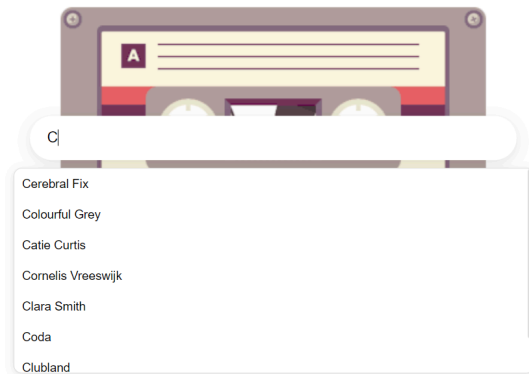 A
C
Cerebral Fix
Colourful Grey
Catie Curtis
Cornelis Vreeswijk
Clara Smith
Coda
Clubland